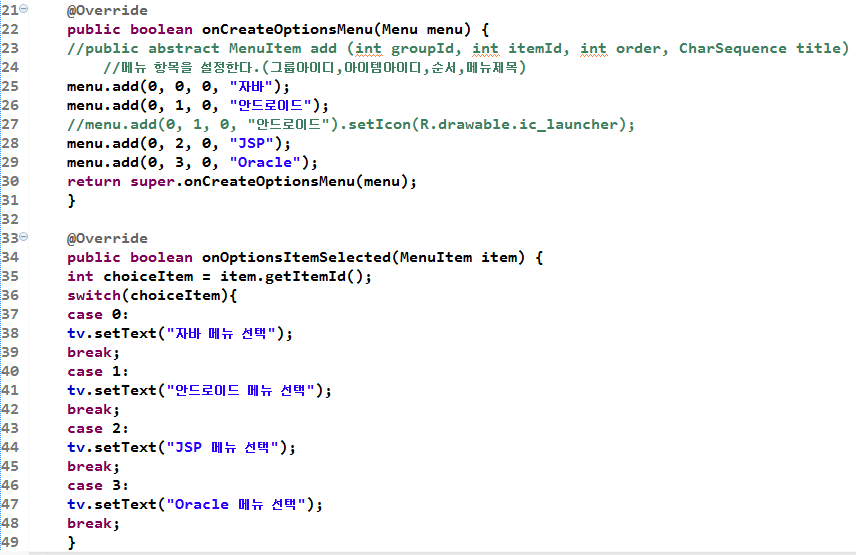 21 @Override
22 public boolean onCreateOptionsMenu(Menu menu) {
23 //public abstract MenuItem add (int groupId, int itemId, int order, CharSequence title)
24 //메뉴 항목을 설정한다.(그룹아이디,아이템아이디,순서,메뉴제목)
25 menu.add(0, 0, 0, "자바");
26 menu.add(0, 1, 0, "안드로이드");
27 //menu.add(0, 1, 0, "안드로이드").setIcon(R.drawable.ic_launcher);
28 menu.add(0, 2, 0, "JSP");
29 menu.add(0, 3, 0, "Oracle");
30 return super.onCreateOptionsMenu(menu);
31 }
32
33 @Override
34 public boolean onOptionsItemSelected(MenuItem item) {
35 int choiceItem = item.getItemId();
36 switch(choiceItem){
37 case 0:
38 tv.setText("자바 메뉴 선택");
39 break;
40 case 1:
41 tv.setText("안드로이드 메뉴 선택");
42 break;
43 case 2:
44 tv.setText("JSP 메뉴 선택");
45 break;
46 case 3:
47 tv.setText("Oracle 메뉴 선택");
48 break;
49 }